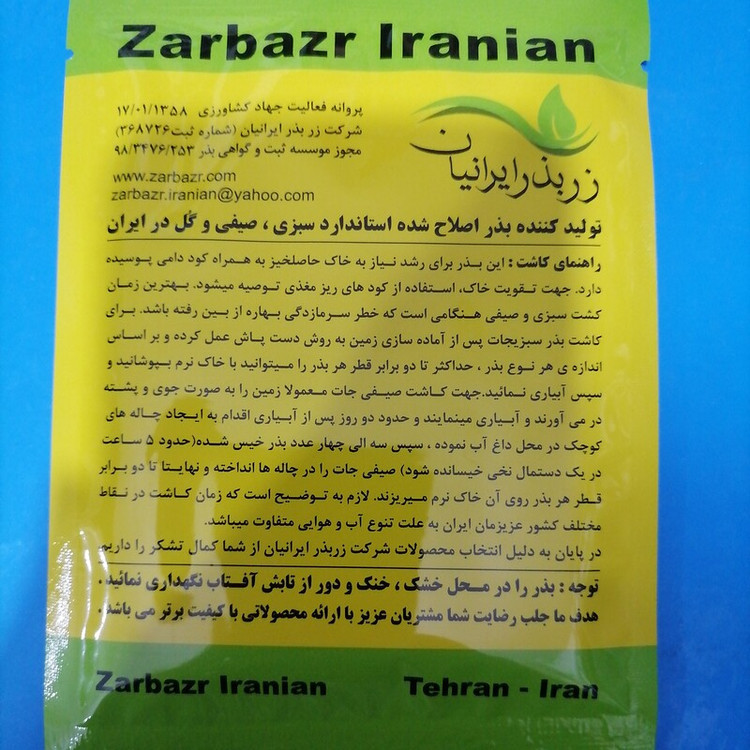 Zarbazr Iranian
پروانه فعالیت جهاد کشاورزی ۱۷/۰۱/۱۳۵۸
شرکت زر بذر ایرانیان (شماره ثبت۳۶۸۷۲۶)
مجوز موسسه ثبت و گواهی بذر ۹۸/۳۴۷۶/۲۵۳
www.zarbazr.com
zarbazr.iranian@yahoo.com
زر بذر ایرانیان
تولید کننده بذر اصلاح شده استاندارد سبزی ، صیفی و گل در ایران
راهنمای کاشت : این بذر برای رشد نیاز به خاک حاصلخیز به همراه کود دامی پوسیده
دارد. جهت تقویت خاک، استفاده از کود های ریز مغذی توصیه میشود. بهترین زمان
کشت سبزی و صیفی هنگامی است که خطر سرمازدگی بهاره از بین رفته باشد. برای
کاشت بذر سبزیجات پس از آماده سازی زمین به روش دست پاش عمل کرده و بر اساس
اندازه ی هر نوع بذر ، حداکثر تا دو برابر قطر هر بذر را میتوانید با خاک نرم بپوشانید و
سپس آبیاری نمائید.جهت کاشت صیفی جات معمولا زمین را به صورت جوی و پشته
در می آورند و آبیاری مینمایند و حدود دو روز پس از آبیاری اقدام به ایجاد چاله های
کوچک در محل داغ آب نموده ، سپس سه الی چهار عدد بذر خیس شده(حدود ۵ ساعت
در یک دستمال نخی خیسانده شود) صیفی جات را در چاله ها انداخته و نهایتا تا دو برابر
قطر هر بذر روی آن خاک نرم میریزند. لازم به توضیح است که زمان کاشت در نقاط
مختلف کشور عزیزمان ایران به علت تنوع آب و هوایی متفاوت میباشد.
در پایان به دلیل انتخاب محصولات شرکت زربذر ایرانیان از شما کمال تشکر را داریم
توجه : بذر را در محل خشک ، خنک و دور از تابش آفتاب نگهداری نمائید.
هدف ما جلب رضایت شما مشتریان عزیز با ارائه محصولاتی با کیفیت برتر می باشد.
Zarbazr Iranian
Tehran - Iran